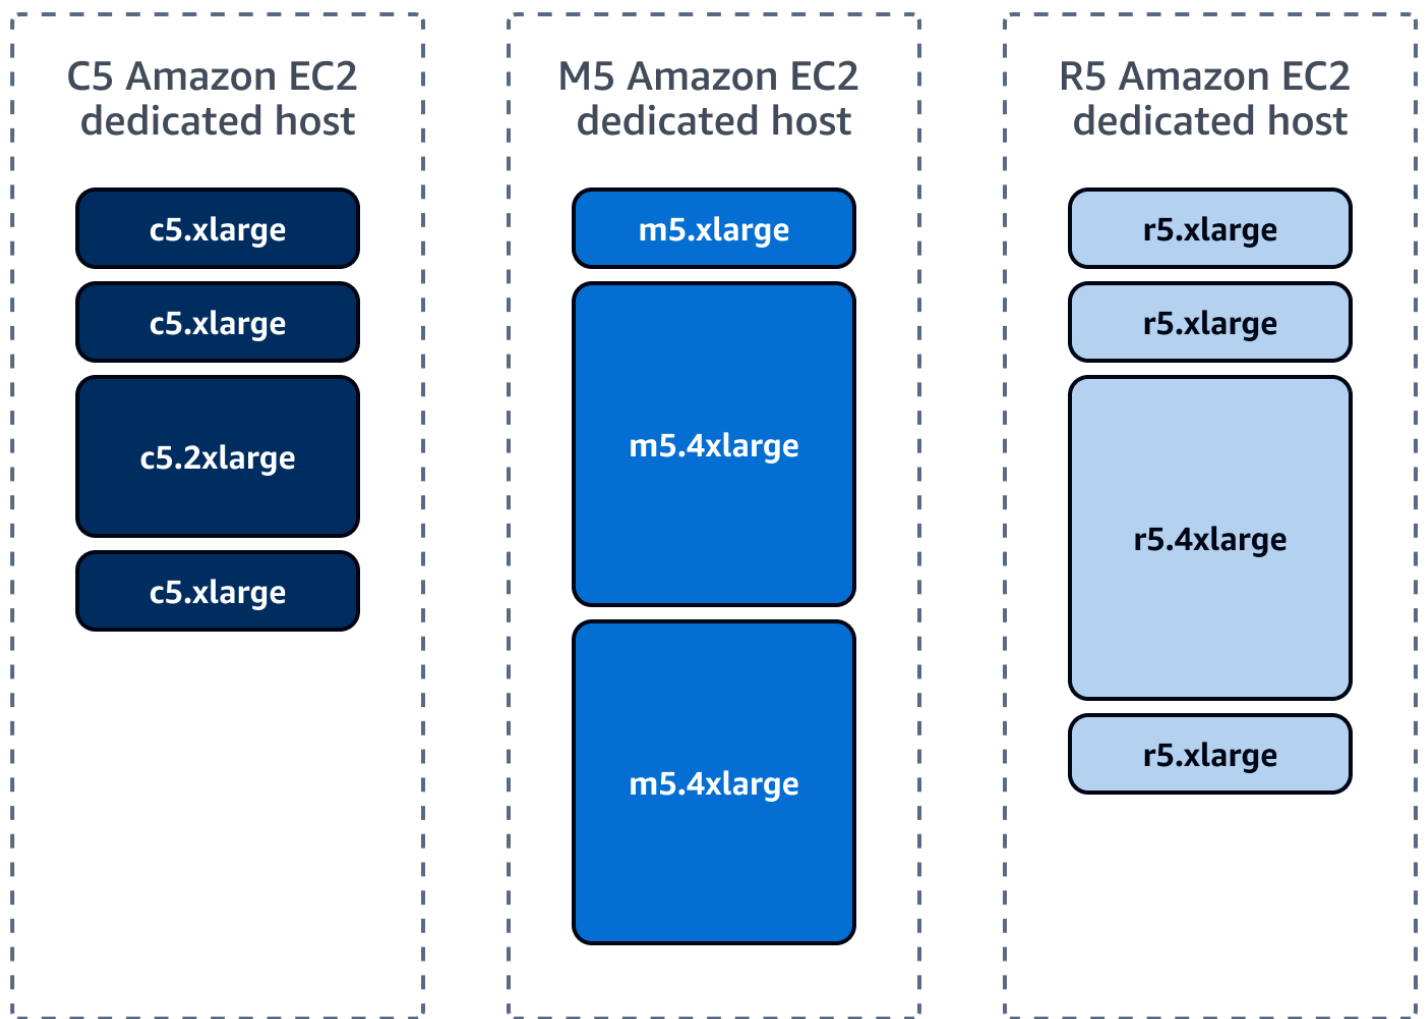 C5 Amazon EC2
dedicated host
c5.xlarge
c5.xlarge
c5.2xlarge
c5.xlarge
M5 Amazon EC2
dedicated host
m5.xlarge
m5.4xlarge
m5.4xlarge
R5 Amazon EC2
dedicated host
r5.xlarge
r5.xlarge
r5.4xlarge
r5.xlarge